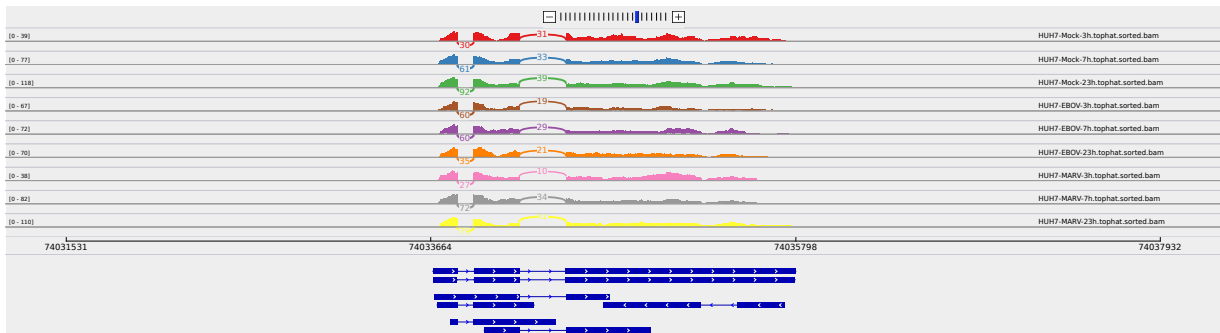 − +
[0 - 39] 31 30 HUH7-Mock-3h.tophat.sorted.bam
[0 - 77] 33 61 HUH7-Mock-7h.tophat.sorted.bam
[0 - 118] 39 92 HUH7-Mock-23h.tophat.sorted.bam
[0 - 67] 19 60 HUH7-EBOV-3h.tophat.sorted.bam
[0 - 72] 29 60 HUH7-EBOV-7h.tophat.sorted.bam
[0 - 70] 21 35 HUH7-EBOV-23h.tophat.sorted.bam
[0 - 38] 10 27 HUH7-MARV-3h.tophat.sorted.bam
[0 - 82] 34 72 HUH7-MARV-7h.tophat.sorted.bam
[0 - 110] HUH7-MARV-23h.tophat.sorted.bam
74031531 74033664 74035798 74037932